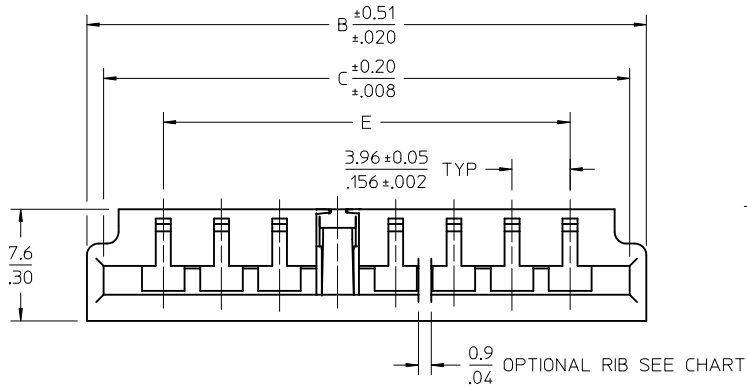 B ±0.51
±.020
C ±0.20
±.008
E
3.96±0.05 TYP
.156±.002
7.6
.30
0.9 OPTIONAL RIB SEE CHART
.04